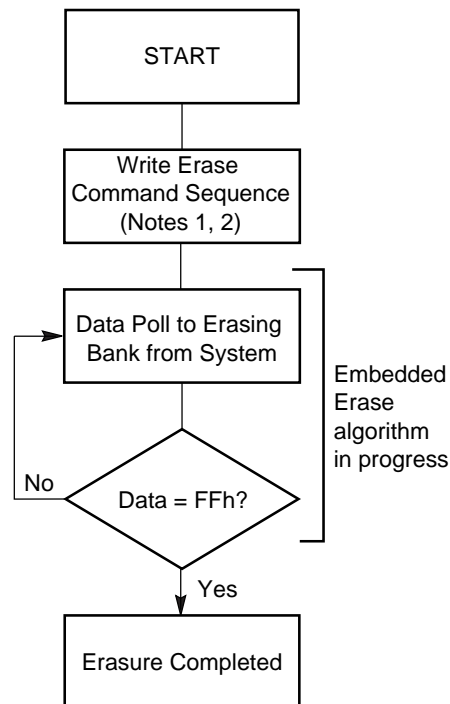 START
Write Erase
Command Sequence
(Notes 1, 2)
Data Poll to Erasing
Bank from System
Embedded
Erase
algorithm
in progress
No
Data = FFh?
Yes
Erasure Completed